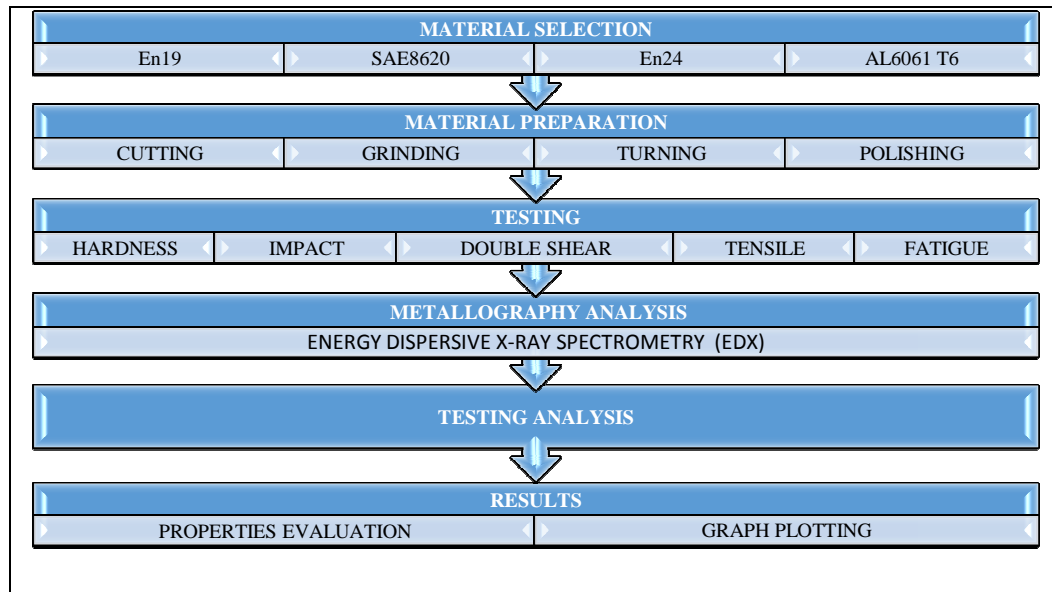 MATERIAL SELECTION
En19 SAE8620 En24 AL6061 T6
MATERIAL PREPARATION
CUTTING GRINDING TURNING POLISHING
TESTING
HARDNESS IMPACT DOUBLE SHEAR TENSILE FATIGUE
METALLOGRAPHY ANALYSIS
ENERGY DISPERSIVE X-RAY SPECTROMETRY (EDX)
TESTING ANALYSIS
RESULTS
PROPERTIES EVALUATION GRAPH PLOTTING